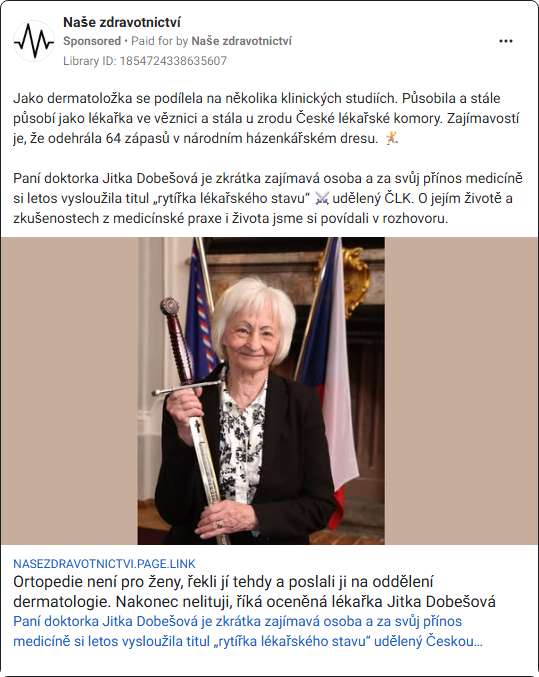 Naše zdravotnictví
Sponsored • Paid for by Naše zdravotnictví
Library ID: 1854724338635607
Jako dermatoložka se podílela na několika klinických studiích. Působila a stále
působí jako lékařka ve věznici a stála u zrodu České lékařské komory. Zajímavostí
je, že odehrála 64 zápasů v národním házenkářském dresu. 🤾
Paní doktorka Jitka Dobešová je zkrátka zajímavá osoba a za svůj přínos medicíně
si letos vysloužila titul „rytířka lékařského stavu“ ⚔️ udělený ČLK. O jejím životě a
zkušenostech z medicínské praxe i života jsme si povídali v rozhovoru.
NASEZDRAVOTNICTVI.PAGE.LINK
Ortopedie není pro ženy, řekli jí tehdy a poslali ji na oddělení
dermatologie. Nakonec nelituji, říká oceněná lékařka Jitka Dobešová
Paní doktorka Jitka Dobešová je zkrátka zajímavá osoba a za svůj přínos
medicíně si letos vysloužila titul „rytířka lékařského stavu“ udělený Českou…